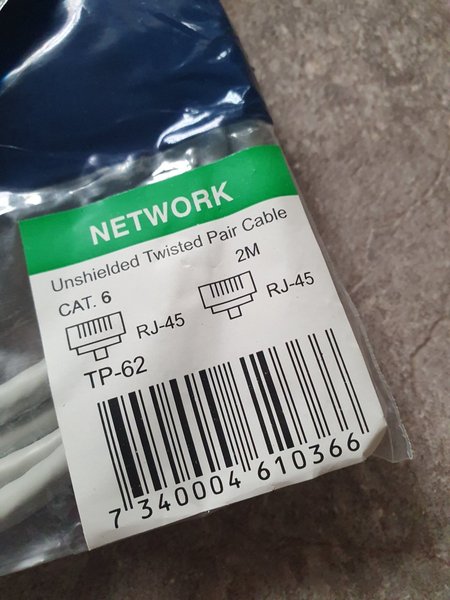 NETWORK
Unshielded Twisted Pair Cable
CAT. 6 2M
RJ-45 RJ-45
TP-62
7 340004 610366